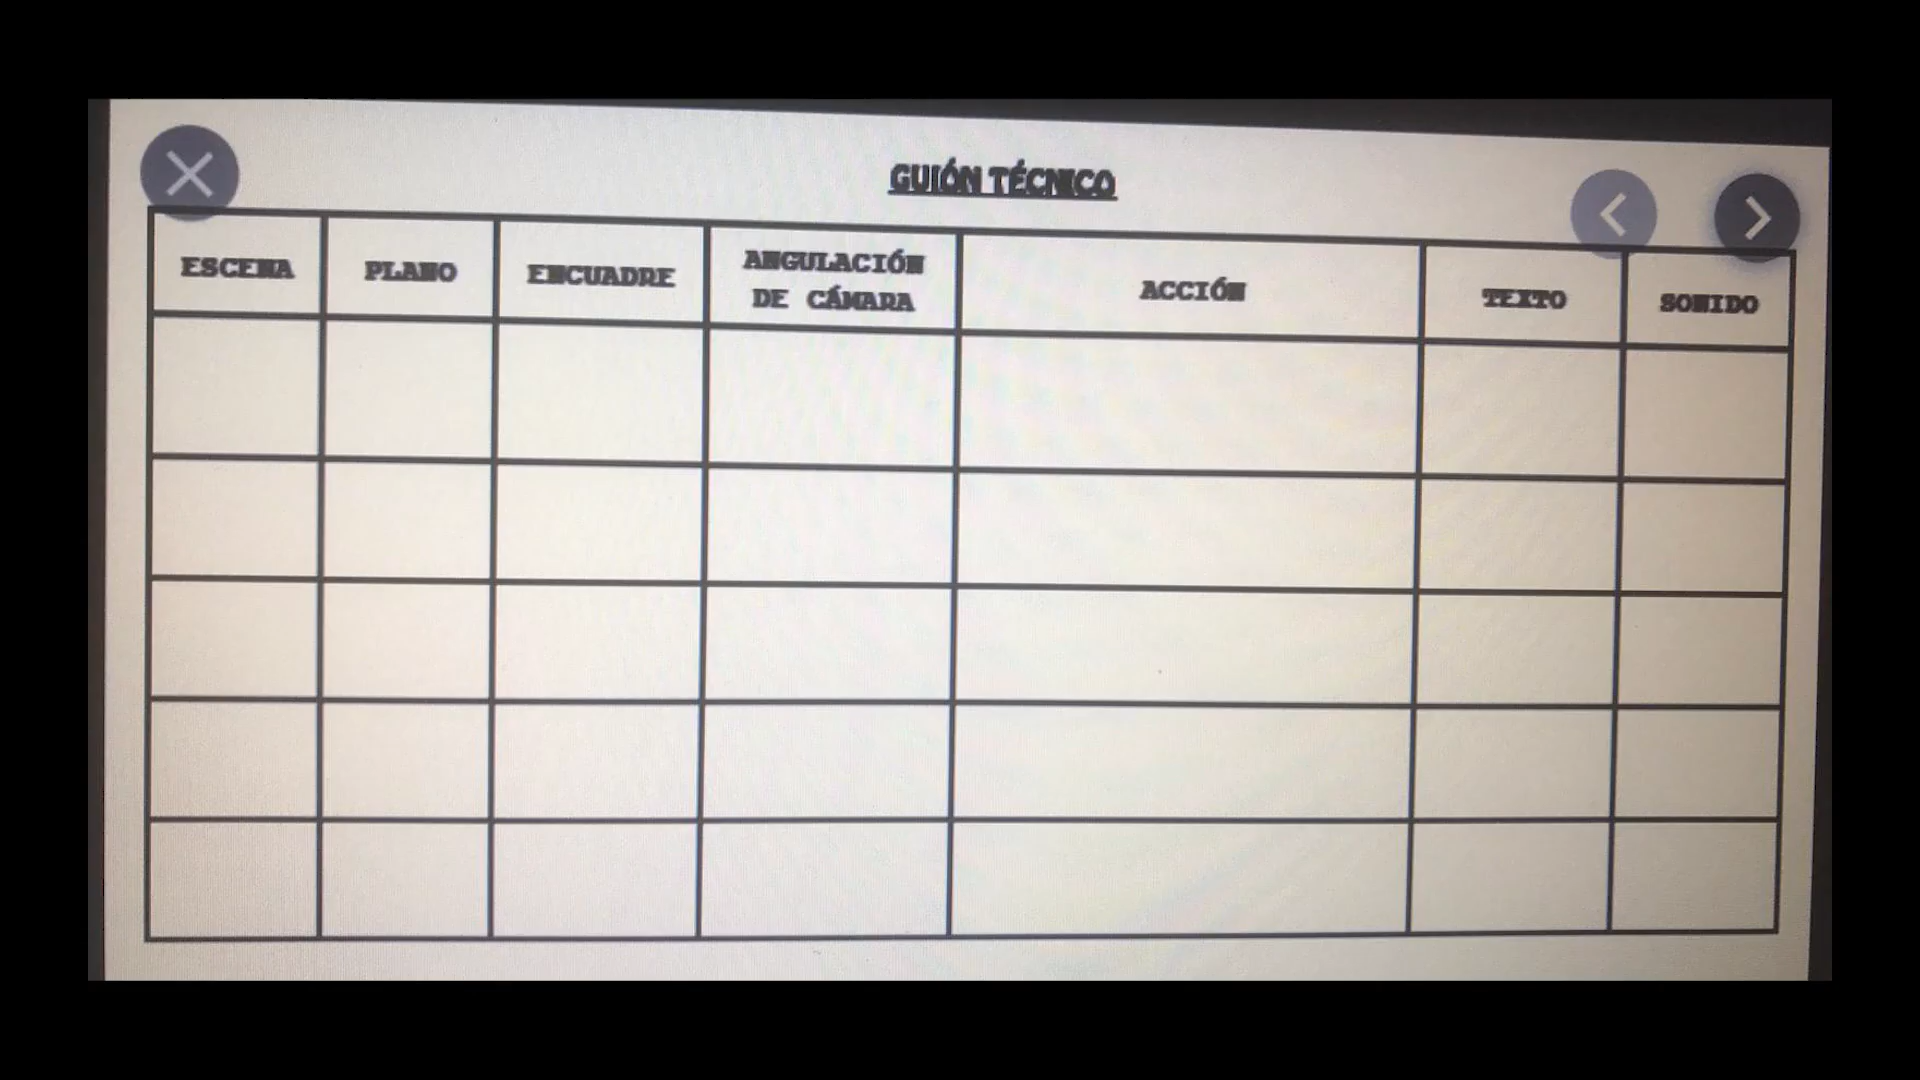 GUIÓN TÉCNICO
ESCENA
PLANO
ENCUADRE
ANGULACIÓN
DE CÁMARA
ACCIÓN
TEXTO
SONIDO